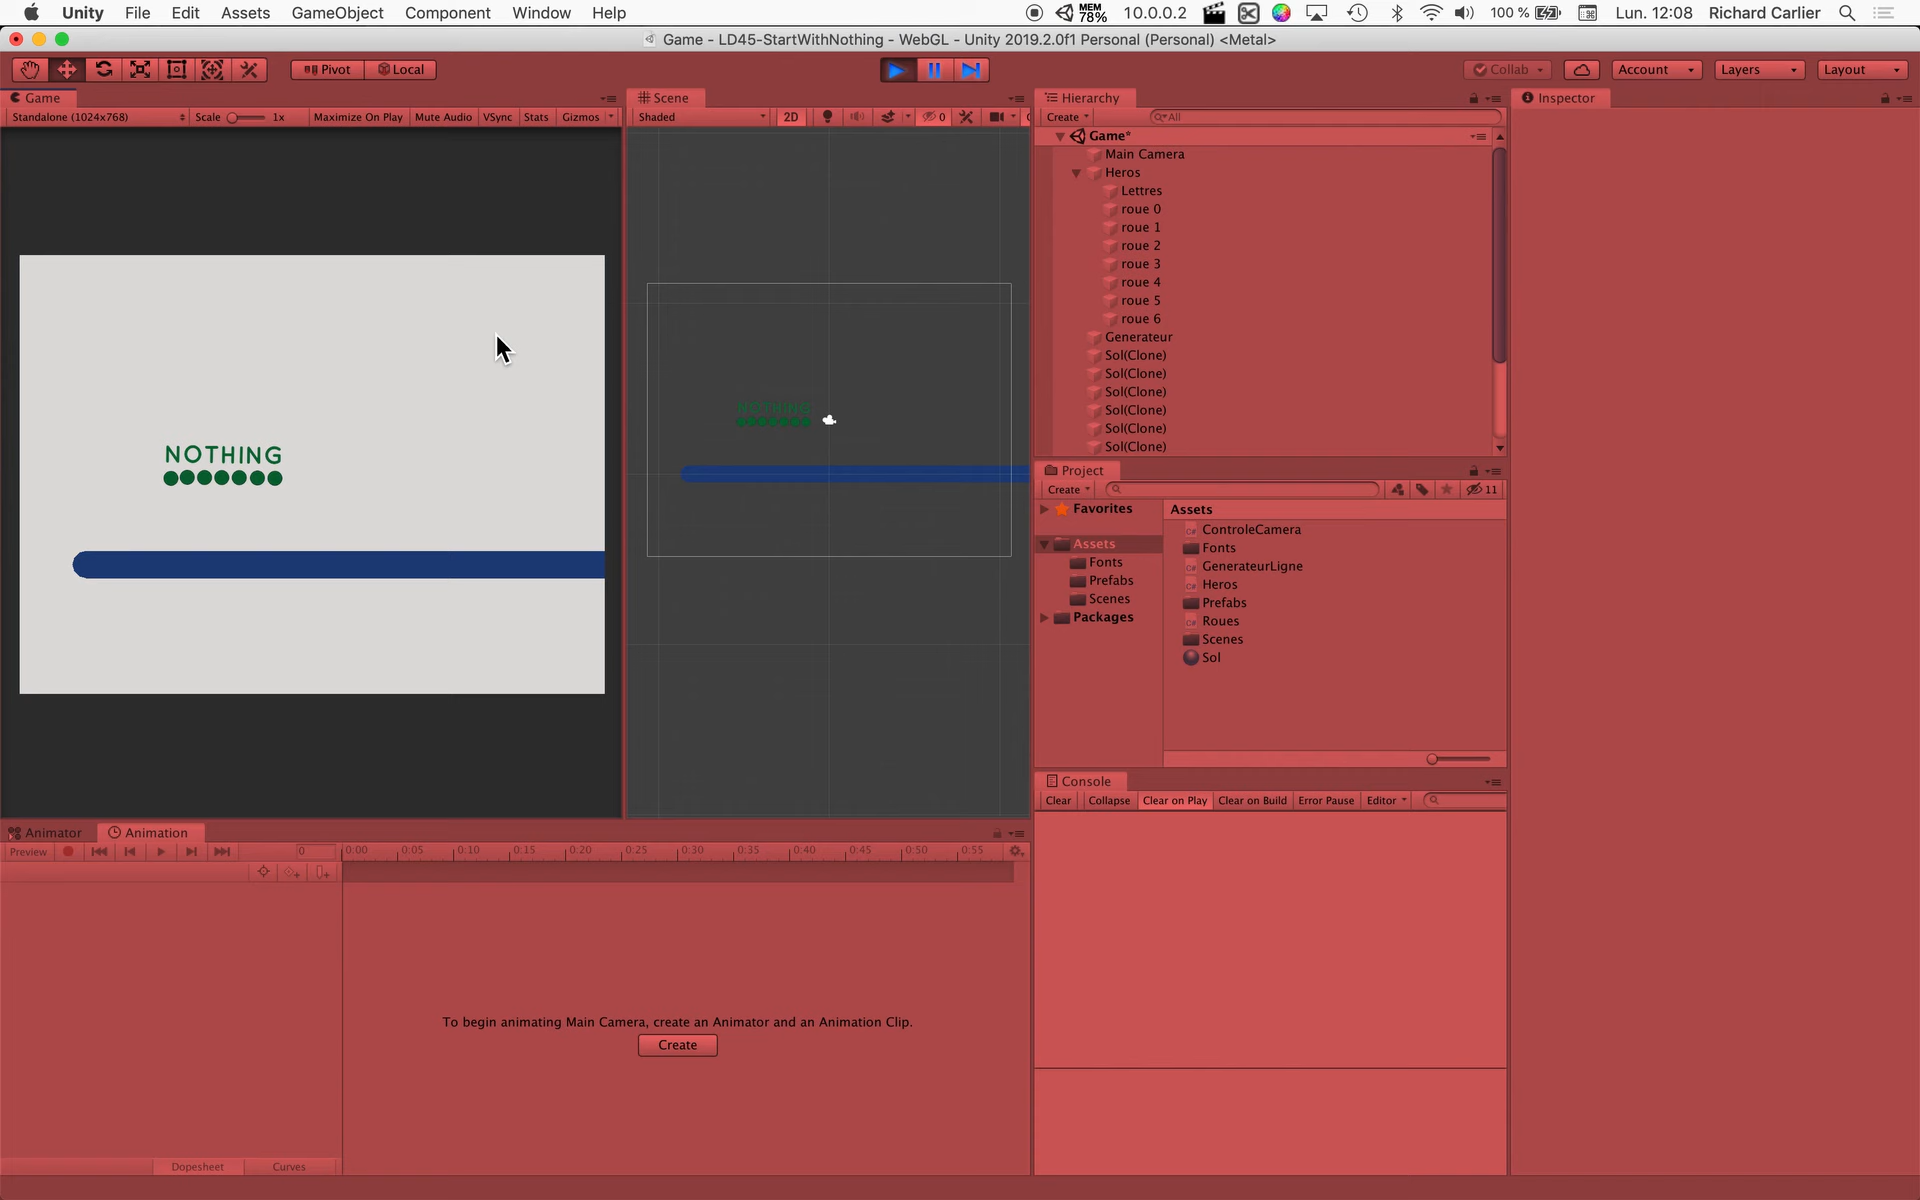 Unity File Edit Assets GameObject Component Window Help MEM 78% 10.0.0.2 100 % Lun. 12:08 Richard Carlier
Game - LD45-StartWithNothing - WebGL - Unity 2019.2.0f1 Personal (Personal) <Metal>
Pivot Local Collab Account Layers Layout
Game
Standalone (1024x768) Scale 1x Maximize On Play Mute Audio VSync Stats Gizmos
NOTHING
Scene
Shaded 2D 0
NOTHING
Hierarchy
Create All
Game*
Main Camera
Heros
Lettres
roue 0
roue 1
roue 2
roue 3
roue 4
roue 5
roue 6
Generateur
Sol(Clone)
Sol(Clone)
Sol(Clone)
Sol(Clone)
Sol(Clone)
Sol(Clone)
Inspector
Project
Create 11
Favorites
Assets
Fonts
Prefabs
Scenes
Packages
Assets
ControleCamera
Fonts
GenerateurLigne
Heros
Prefabs
Roues
Scenes
Sol
Console
Clear Collapse Clear on Play Clear on Build Error Pause Editor
Animator Animation
Preview 0 0:00 0:05 0:10 0:15 0:20 0:25 0:30 0:35 0:40 0:45 0:50 0:55
To begin animating Main Camera, create an Animator and an Animation Clip.
Create
Dopesheet Curves